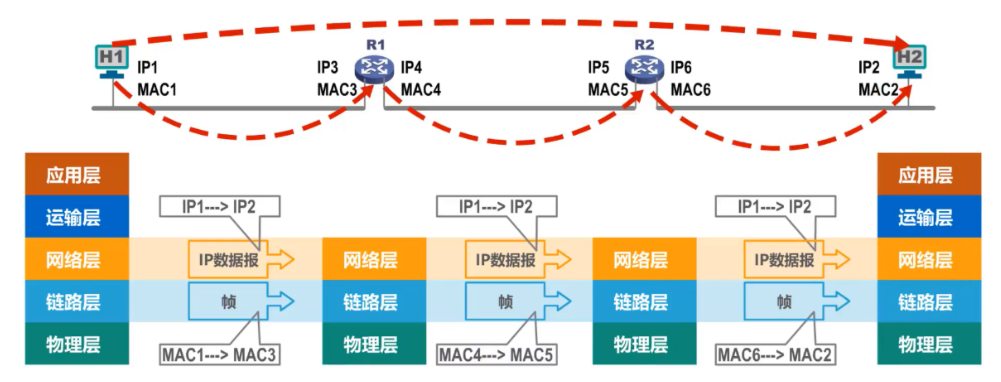 H1
R1
R2
H2
IP1
IP3
IP4
IP5
IP6
IP2
MAC1
MAC3
MAC4
MAC5
MAC6
MAC2
应用层
应用层
运输层
IP1---> IP2
IP1---> IP2
IP1---> IP2
运输层
网络层
IP数据报
网络层
IP数据报
网络层
IP数据报
网络层
链路层
帧
链路层
帧
链路层
帧
链路层
物理层
MAC1---> MAC3
物理层
MAC4---> MAC5
物理层
MAC6---> MAC2
物理层